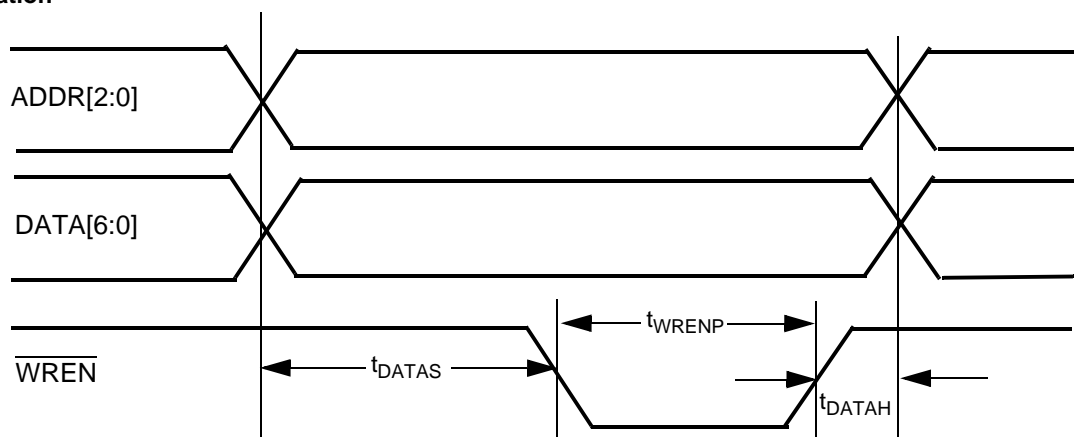 ADDR[2:0]
DATA[6:0]
tWRENP
WREN
tDATAS
tDATAH